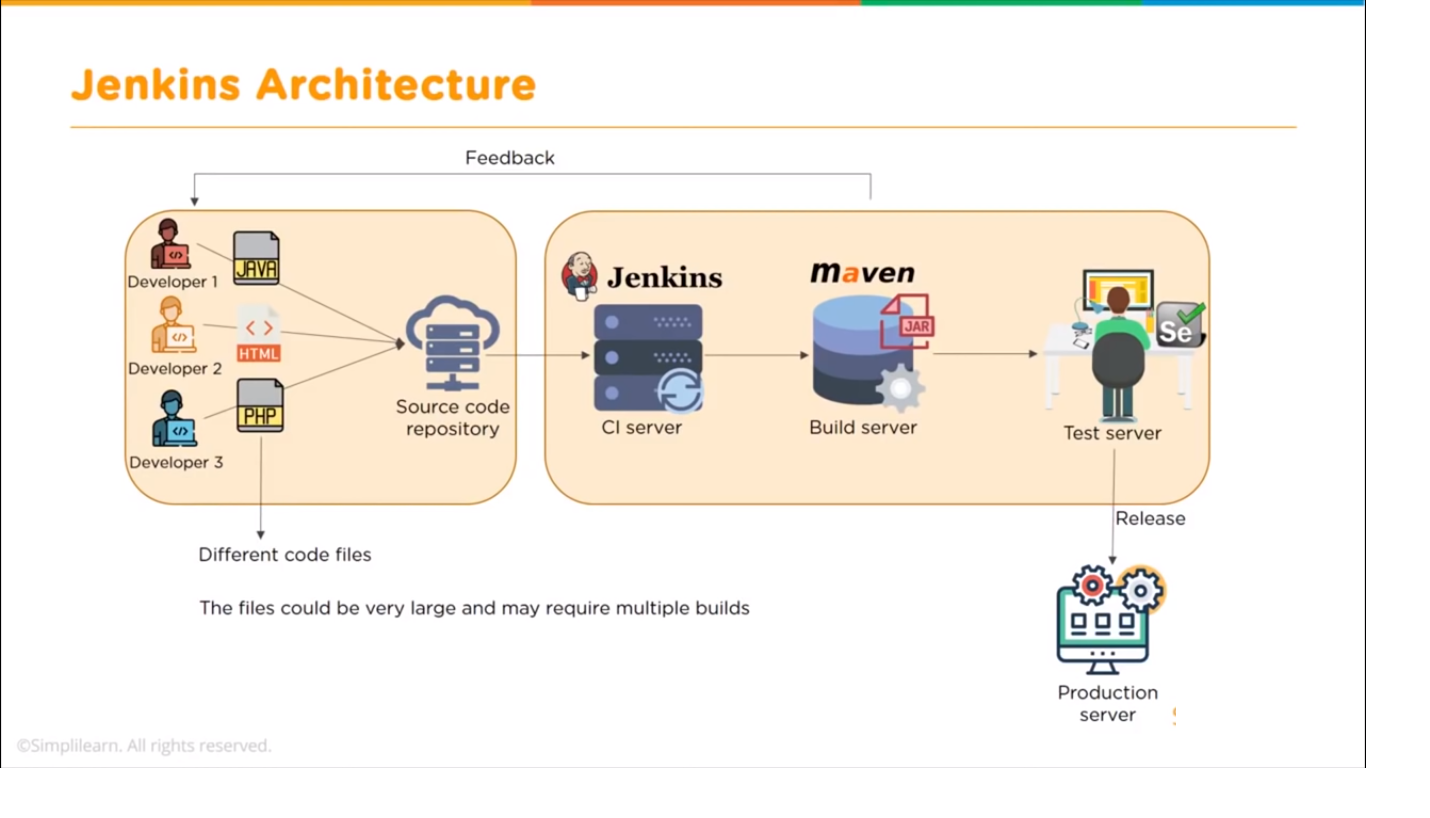 Jenkins Architecture
Feedback
Developer 1
JAVA
Developer 2
HTML
Developer 3
PHP
Source code
repository
Jenkins
CI server
maven
JAR
Build server
Se
Test server
Release
Different code files
The files could be very large and may require multiple builds
Production
server
©Simplilearn. All rights reserved.